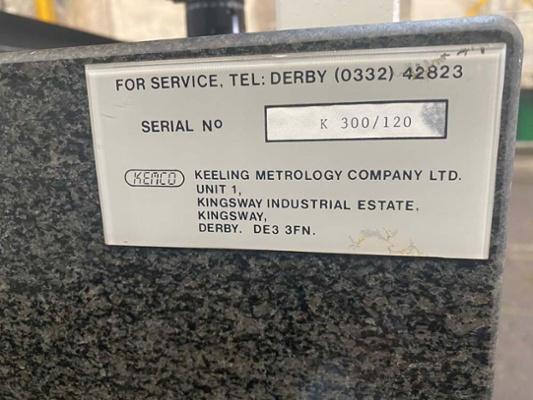 FOR SERVICE, TEL: DERBY (0332) 42823
SERIAL No K 300/120
KEMCO KEELING METROLOGY COMPANY LTD.
UNIT 1,
KINGSWAY INDUSTRIAL ESTATE,
KINGSWAY,
DERBY. DE3 3FN.